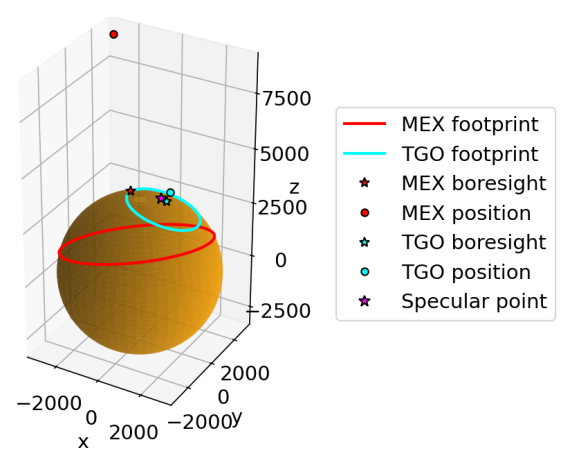 7500
5000
z
2500
0
−2500
2000
0
−2000
y
−2000
0
2000
x
MEX footprint
TGO footprint
MEX boresight
MEX position
TGO boresight
TGO position
Specular point